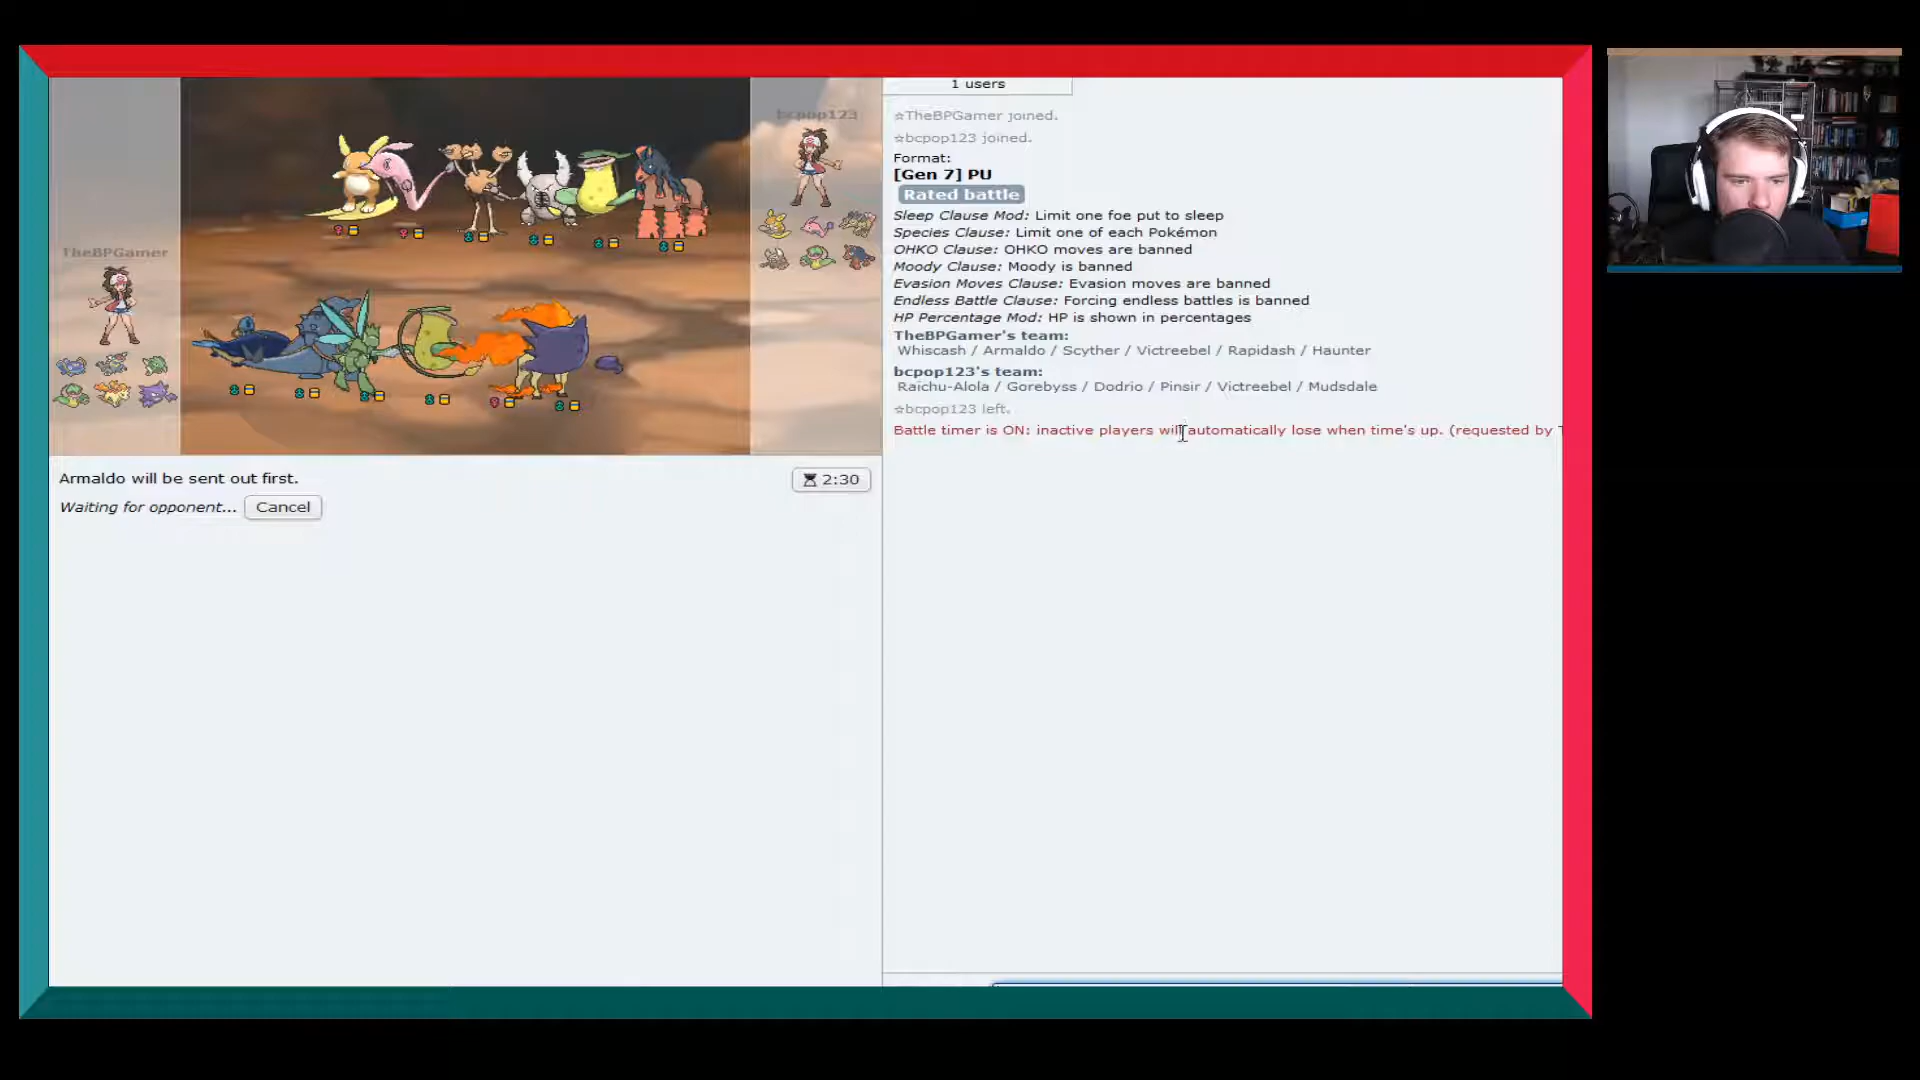 1 users
☆TheBPGamer joined.
☆bcpop123 joined.
Format:
[Gen 7] PU
Rated battle
Sleep Clause Mod: Limit one foe put to sleep
Species Clause: Limit one of each Pokémon
OHKO Clause: OHKO moves are banned
Moody Clause: Moody is banned
Evasion Moves Clause: Evasion moves are banned
Endless Battle Clause: Forcing endless battles is banned
HP Percentage Mod: HP is shown in percentages
TheBPGamer's team:
Whiscash / Armaldo / Scyther / Victreebel / Rapidash / Haunter
bcpop123's team:
Raichu-Alola / Gorebyss / Dodrio / Pinsir / Victreebel / Mudsdale
☆bcpop123 left.
Battle timer is ON: inactive players will automatically lose when time's up. (requested by
bcpop123
TheBPGamer
Armaldo will be sent out first.
2:30
Waiting for opponent... Cancel